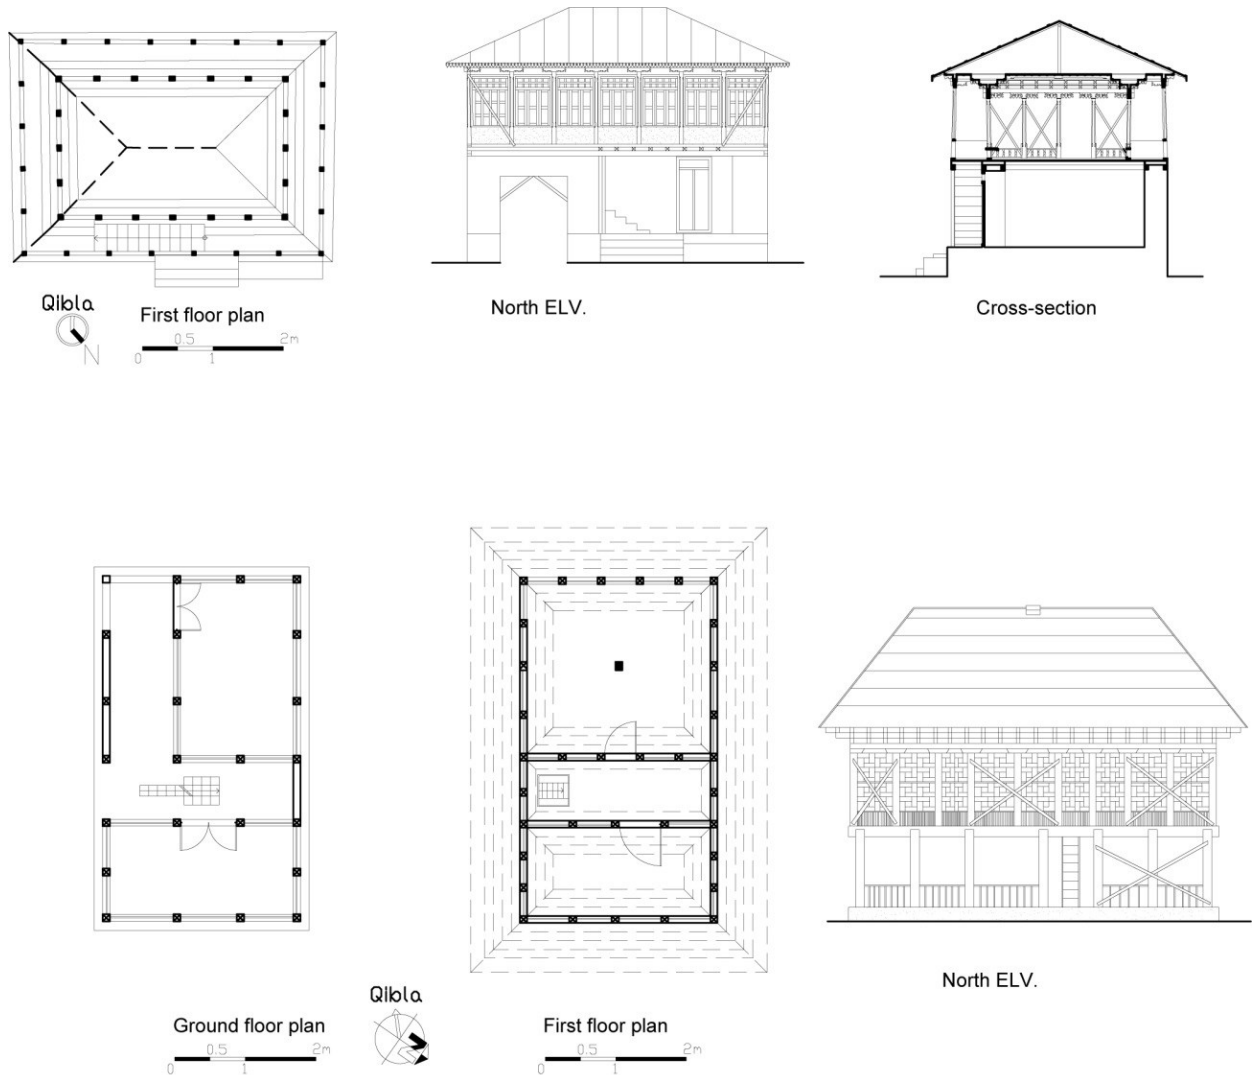 Qibla
N
First floor plan
0 0.5 1 2m
North ELV.
Cross-section
Qibla
N
Ground floor plan
0 0.5 1 2m
First floor plan
0 0.5 1 2m
North ELV.